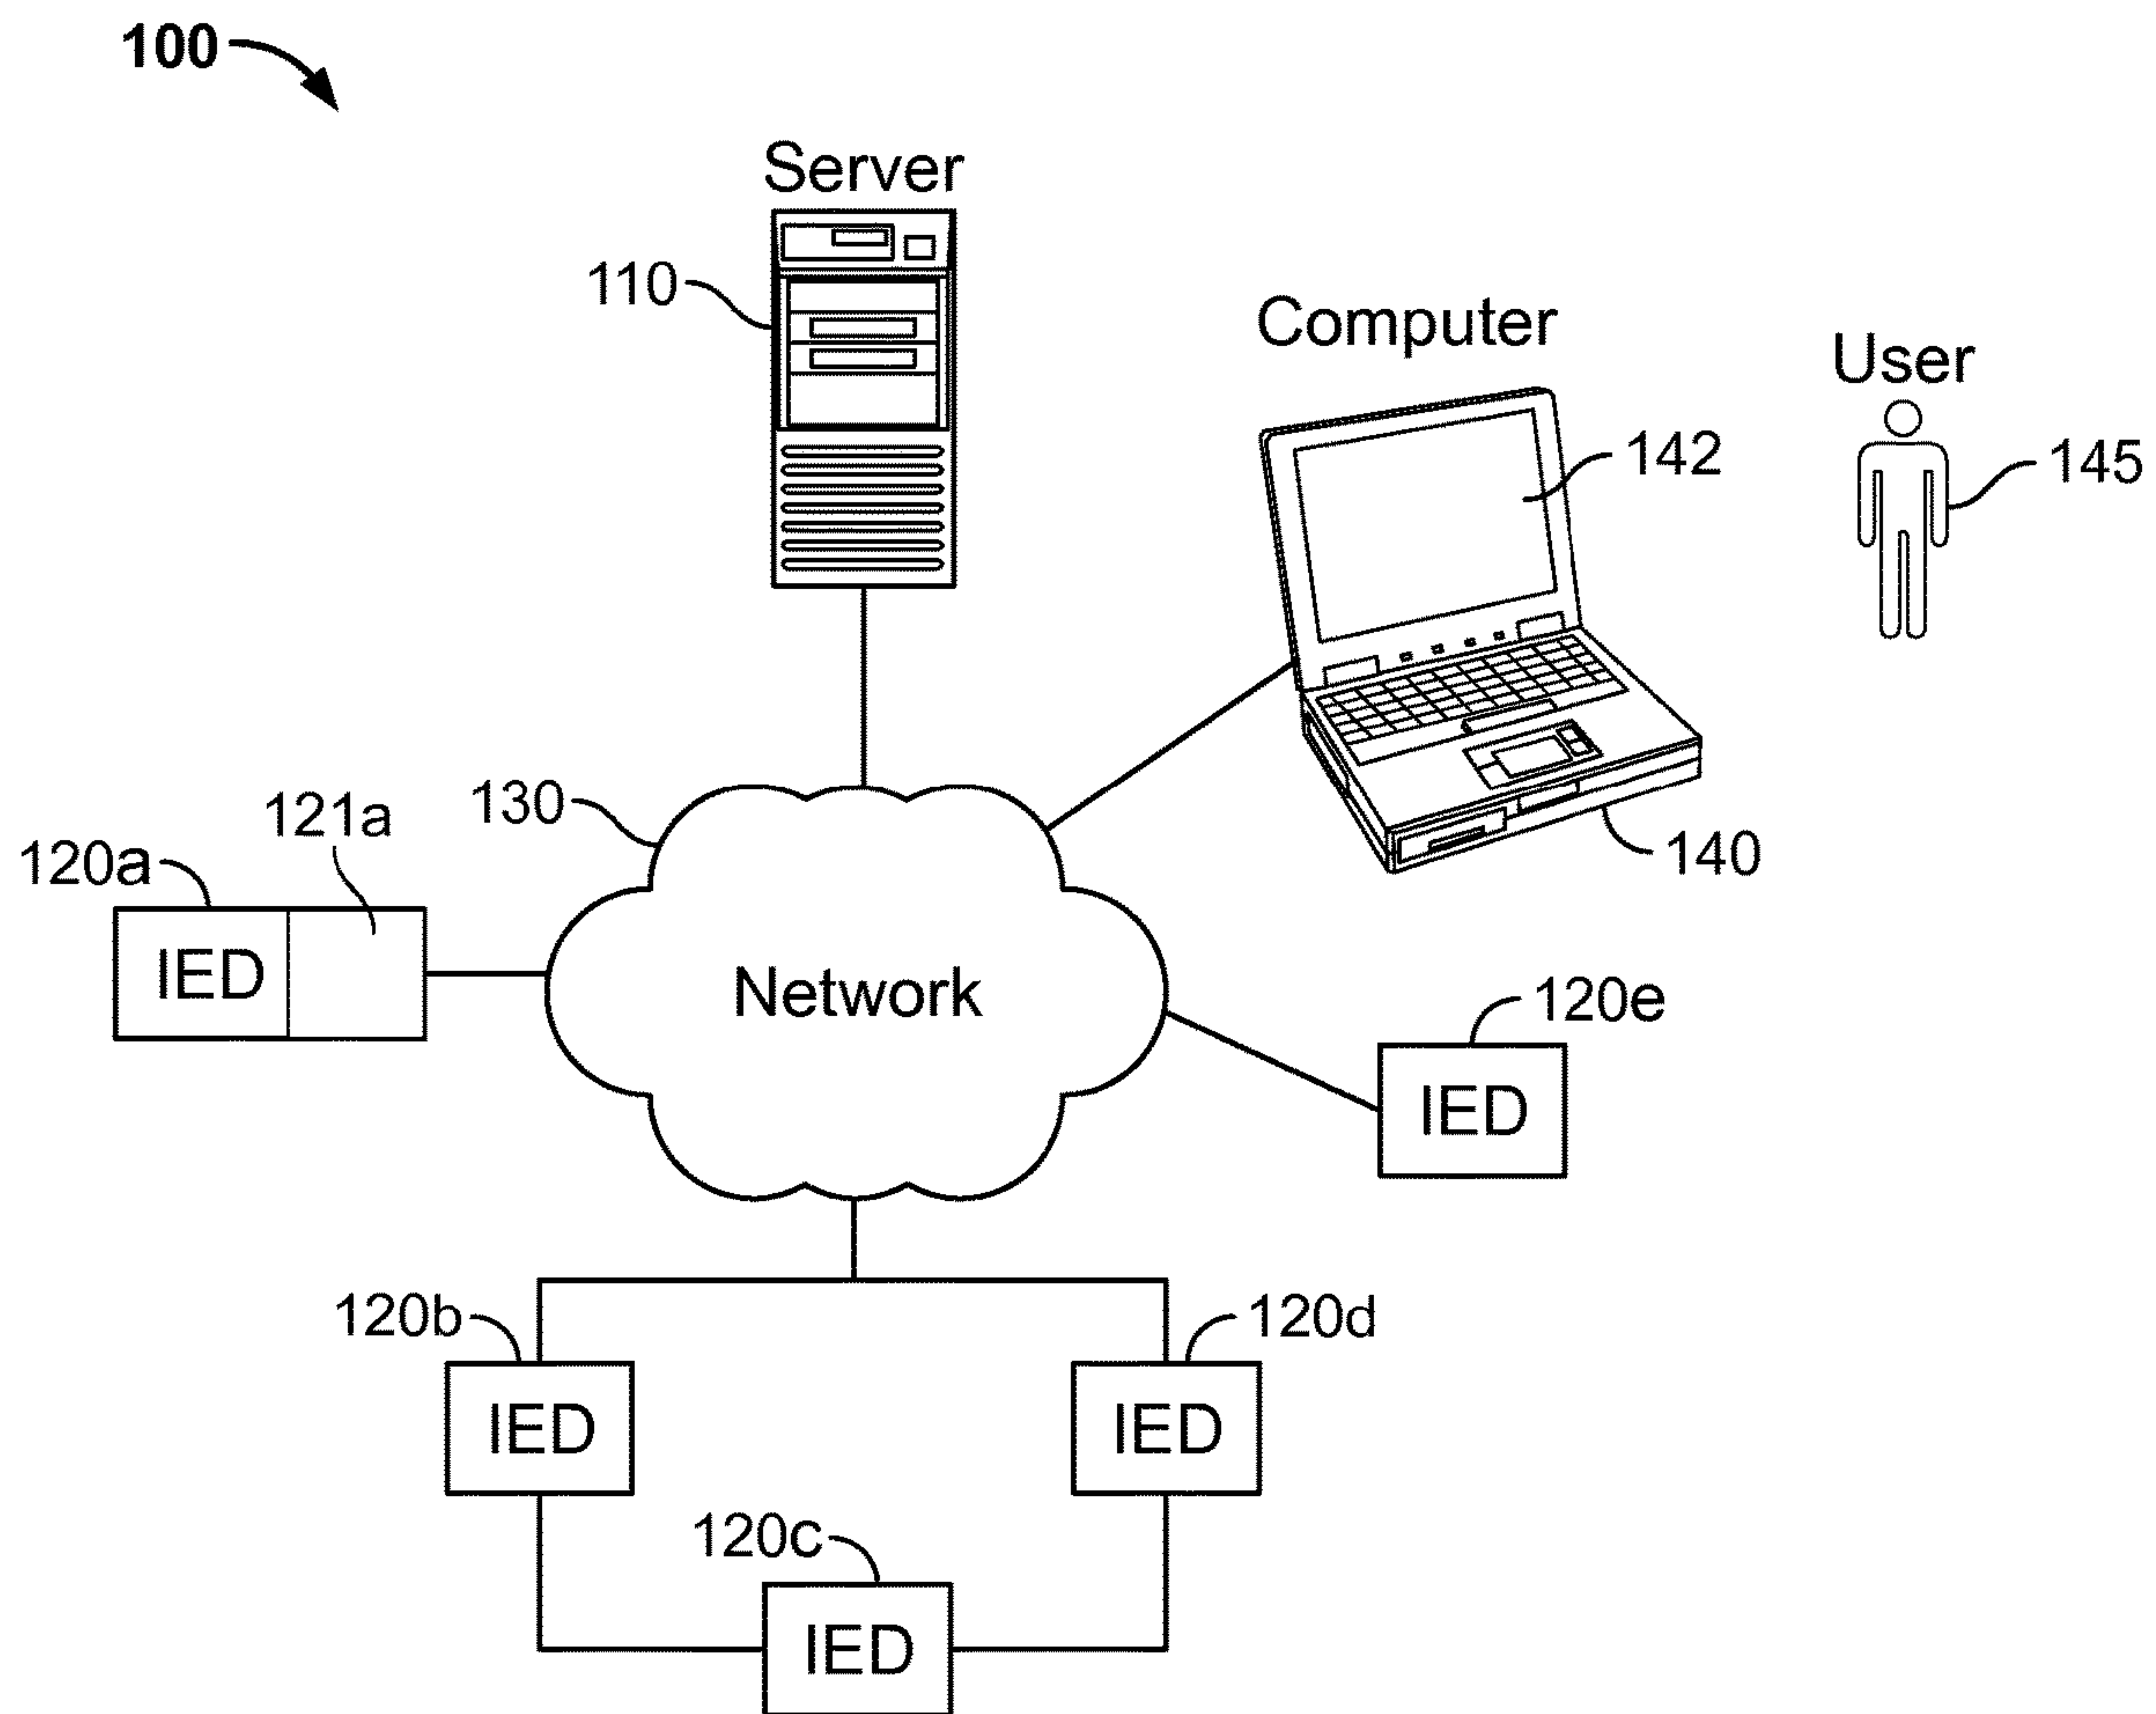 100
Server
110
Computer
User
142
145
130
121a
120a
140
IED
Network
120e
IED
120b
120d
IED
IED
120c
IED